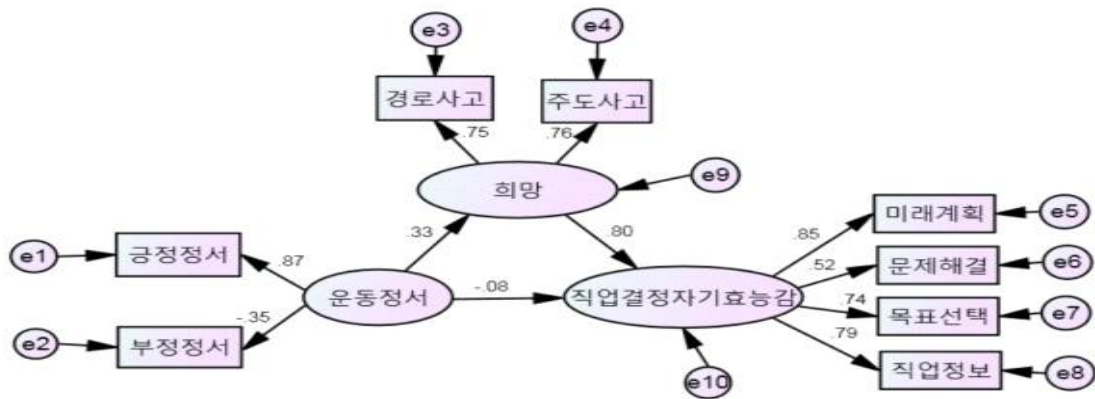 e3
e4
경로사고
주도사고
.75
.76
희망
e9
.33
.80
e1
긍정정서
.87
운동정서
-.08
직업결정자기효능감
-.35
e2
부정정서
e10
.85
미래계획
e5
.52
문제해결
e6
.74
목표선택
e7
.79
직업정보
e8